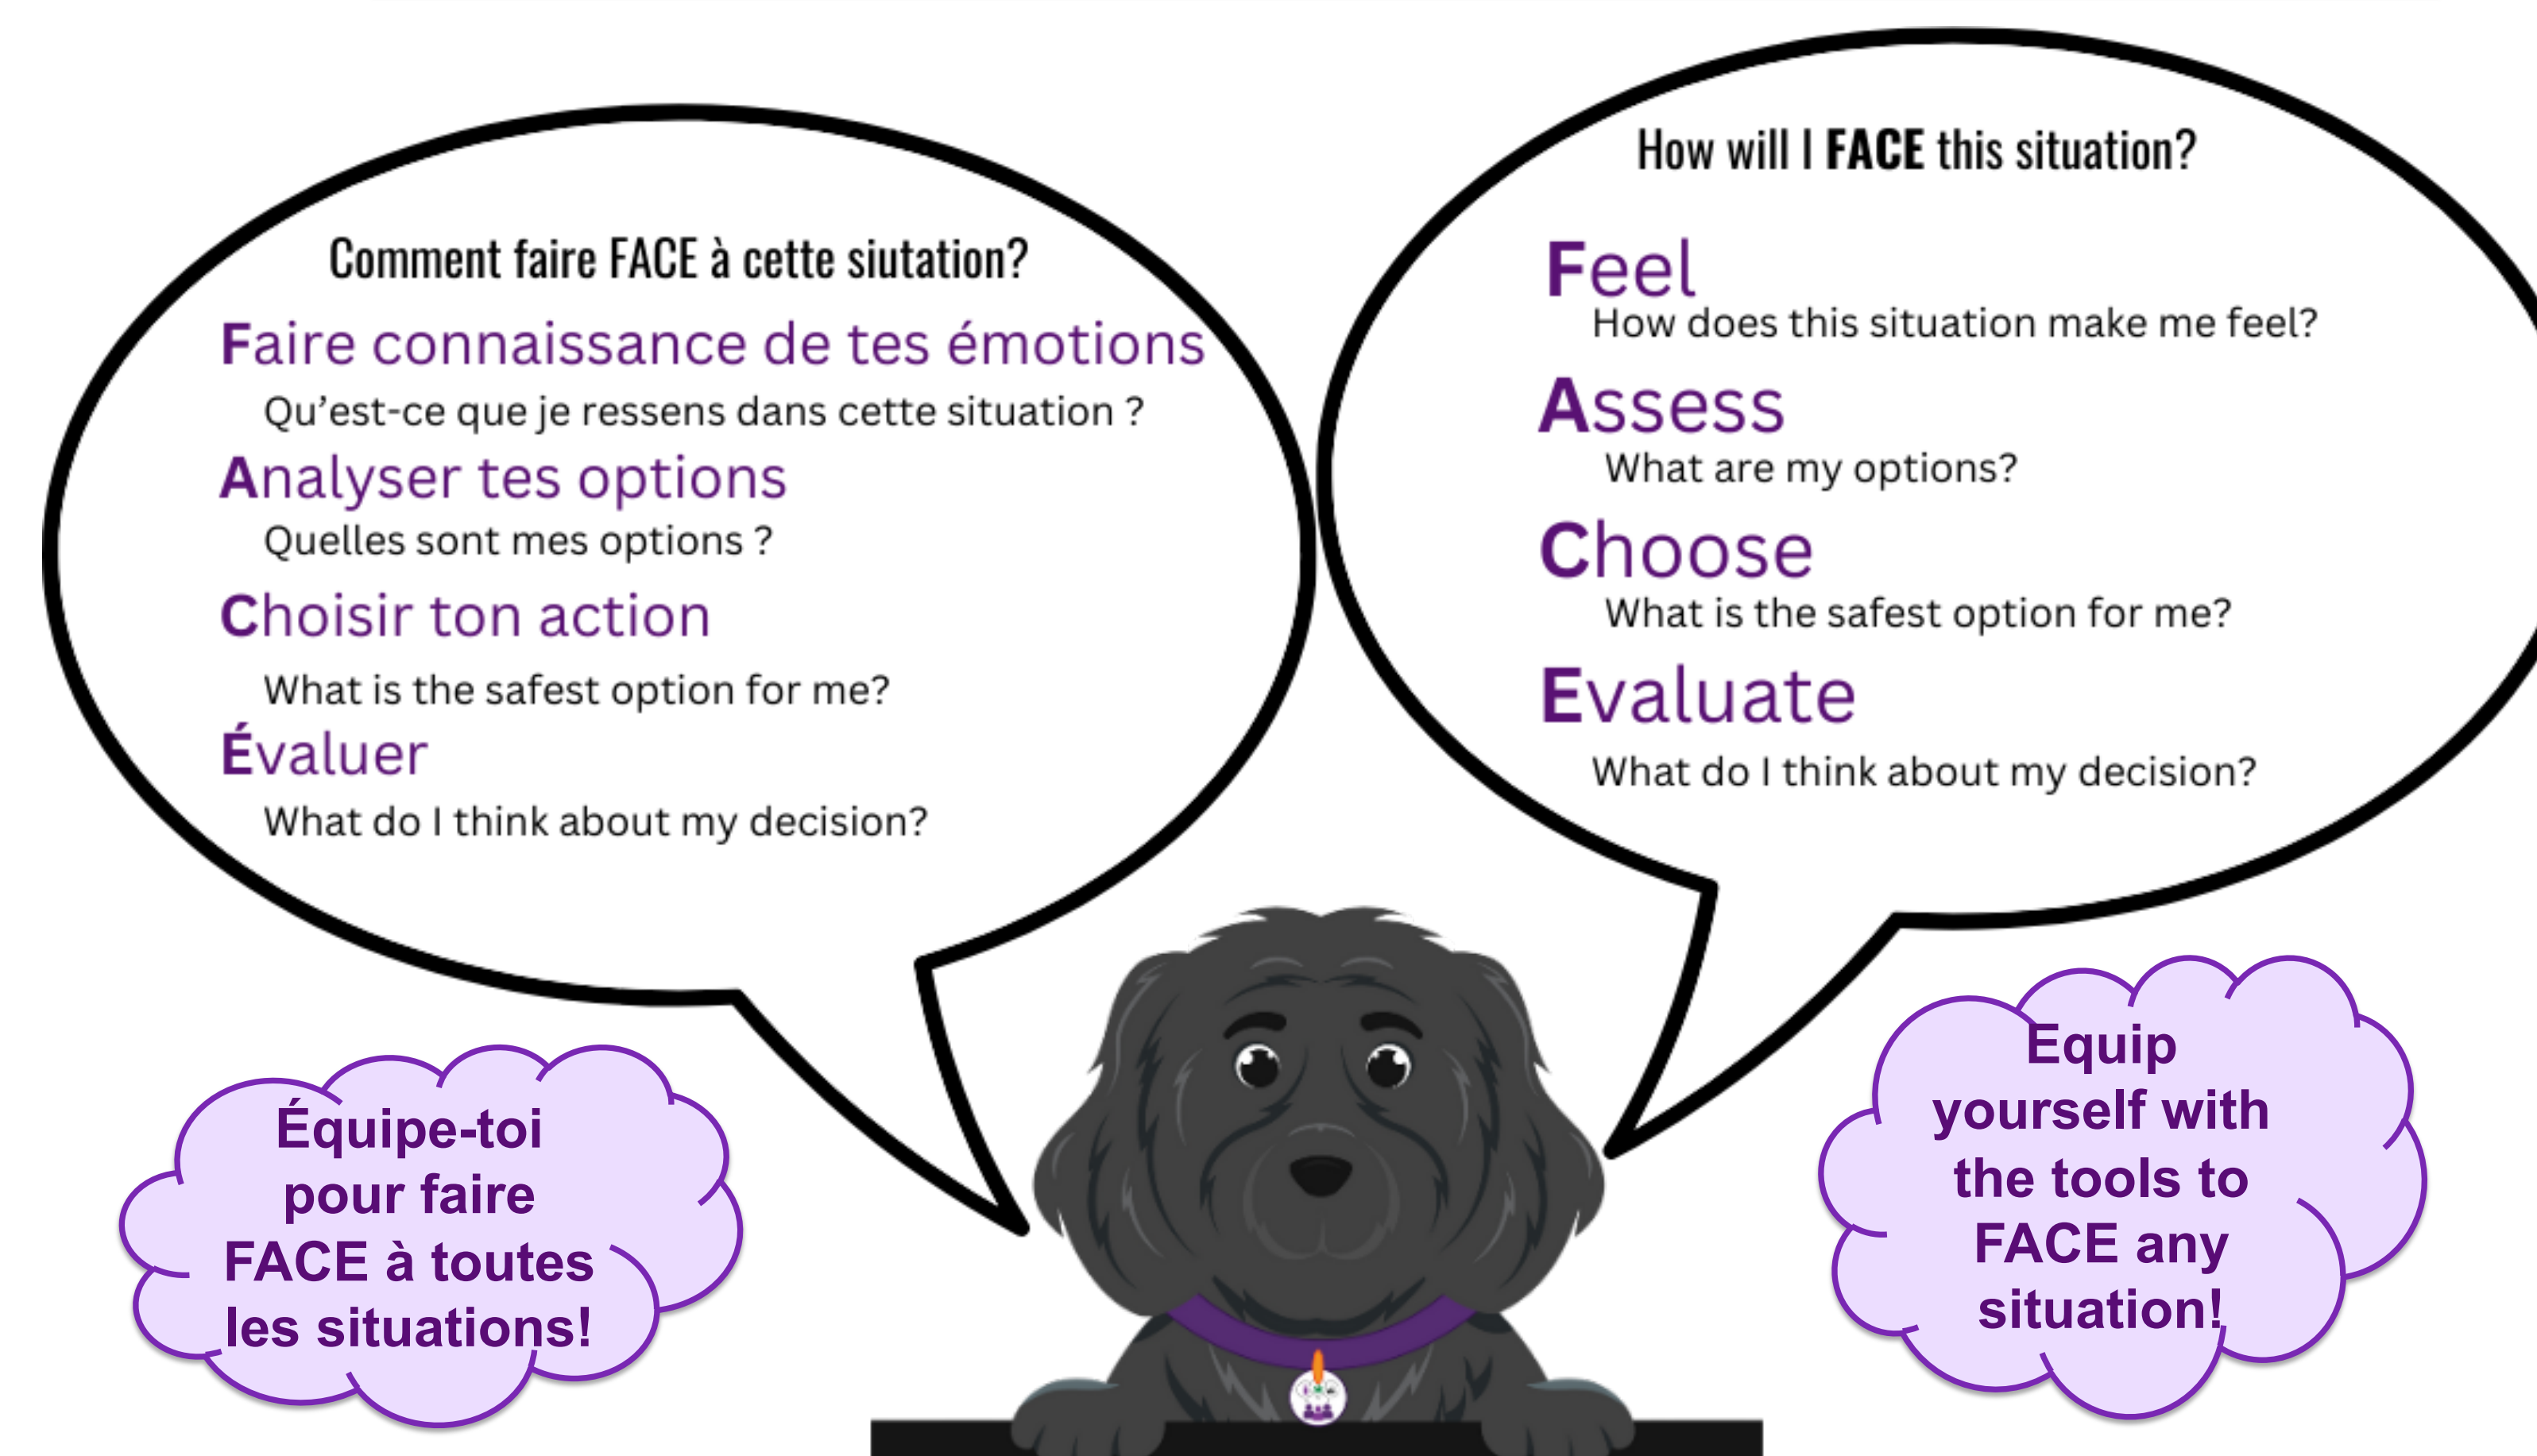 Comment faire FACE à cette siutation?
Faire connaissance de tes émotions
Qu'est-ce que je ressens dans cette situation ?
Analyser tes options
Quelles sont mes options ?
Choisir ton action
What is the safest option for me?
Évaluer
What do I think about my decision?
How will I FACE this situation?
Feel
How does this situation make me feel?
Assess
What are my options?
Choose
What is the safest option for me?
Evaluate
What do I think about my decision?
Équipe-toi
pour faire
FACE à toutes
les situations!
Equip
yourself with
the tools to
FACE any
situation!